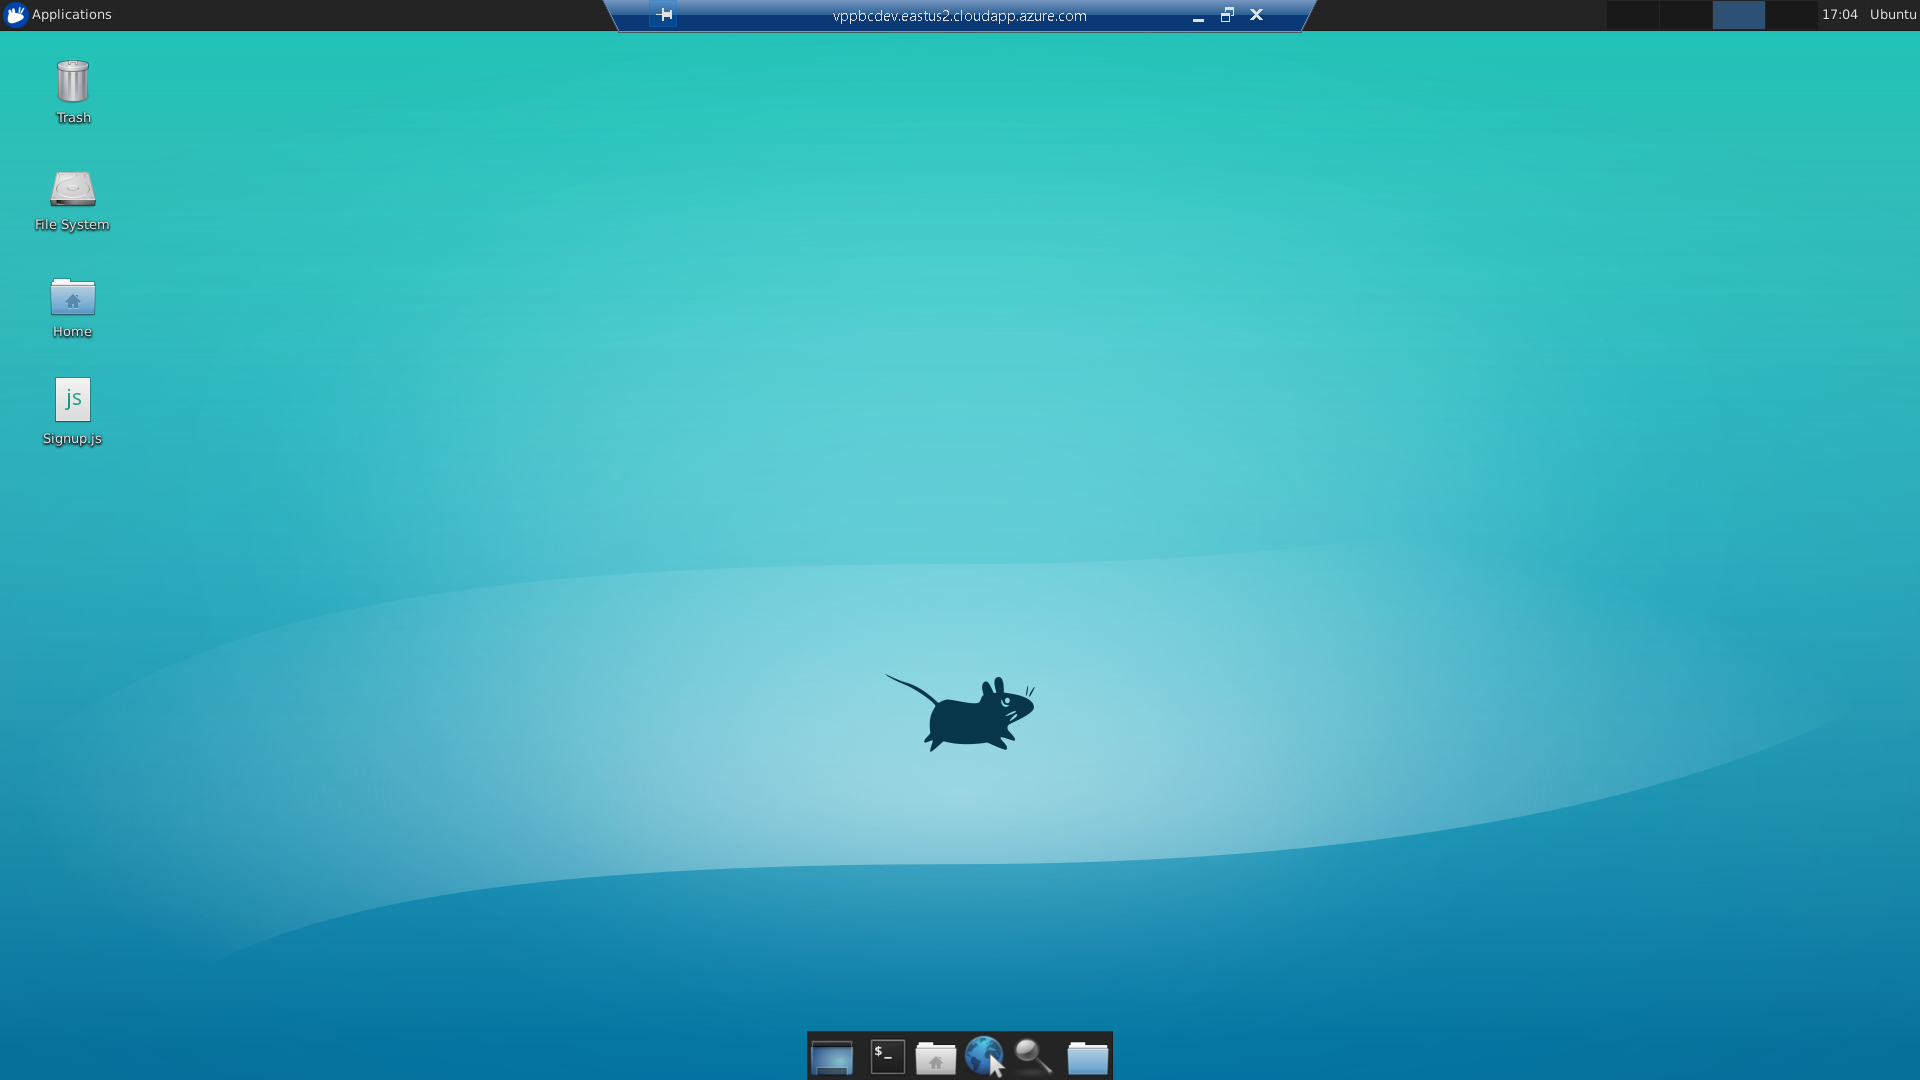 Applications
vppbcdev.eastus2.cloudapp.azure.com
17:04 Ubuntu
Trash
File System
Home
js
Signup.js
$_